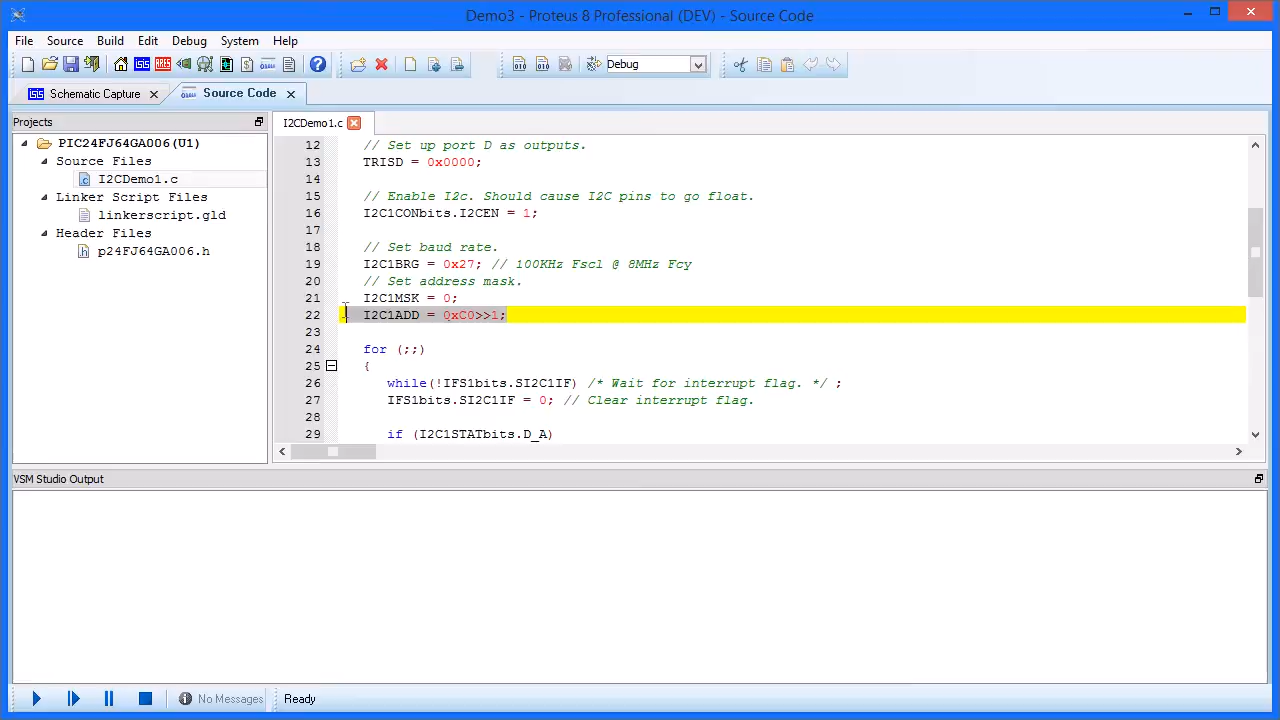 Demo3 - Proteus 8 Professional (DEV) - Source Code
File Source Build Edit Debug System Help
Debug
Schematic Capture
Source Code
Projects
PIC24FJ64GA006(U1)
Source Files
I2CDemo1.c
Linker Script Files
linkerscript.gld
Header Files
p24FJ64GA006.h
I2CDemo1.c
12 // Set up port D as outputs.
13 TRISD = 0x0000;
14
15 // Enable I2c. Should cause I2C pins to go float.
16 I2C1CONbits.I2CEN = 1;
17
18 // Set baud rate.
19 I2C1BRG = 0x27; // 100KHz Fscl @ 8MHz Fcy
20 // Set address mask.
21 I2C1MSK = 0;
22 I2C1ADD = 0xC0>>1;
23
24 for (;;)
25 {
26 while(!IFS1bits.SI2C1IF) /* Wait for interrupt flag. */ ;
27 IFS1bits.SI2C1IF = 0; // Clear interrupt flag.
28
29 if (I2C1STATbits.D_A)
VSM Studio Output
No Messages
Ready